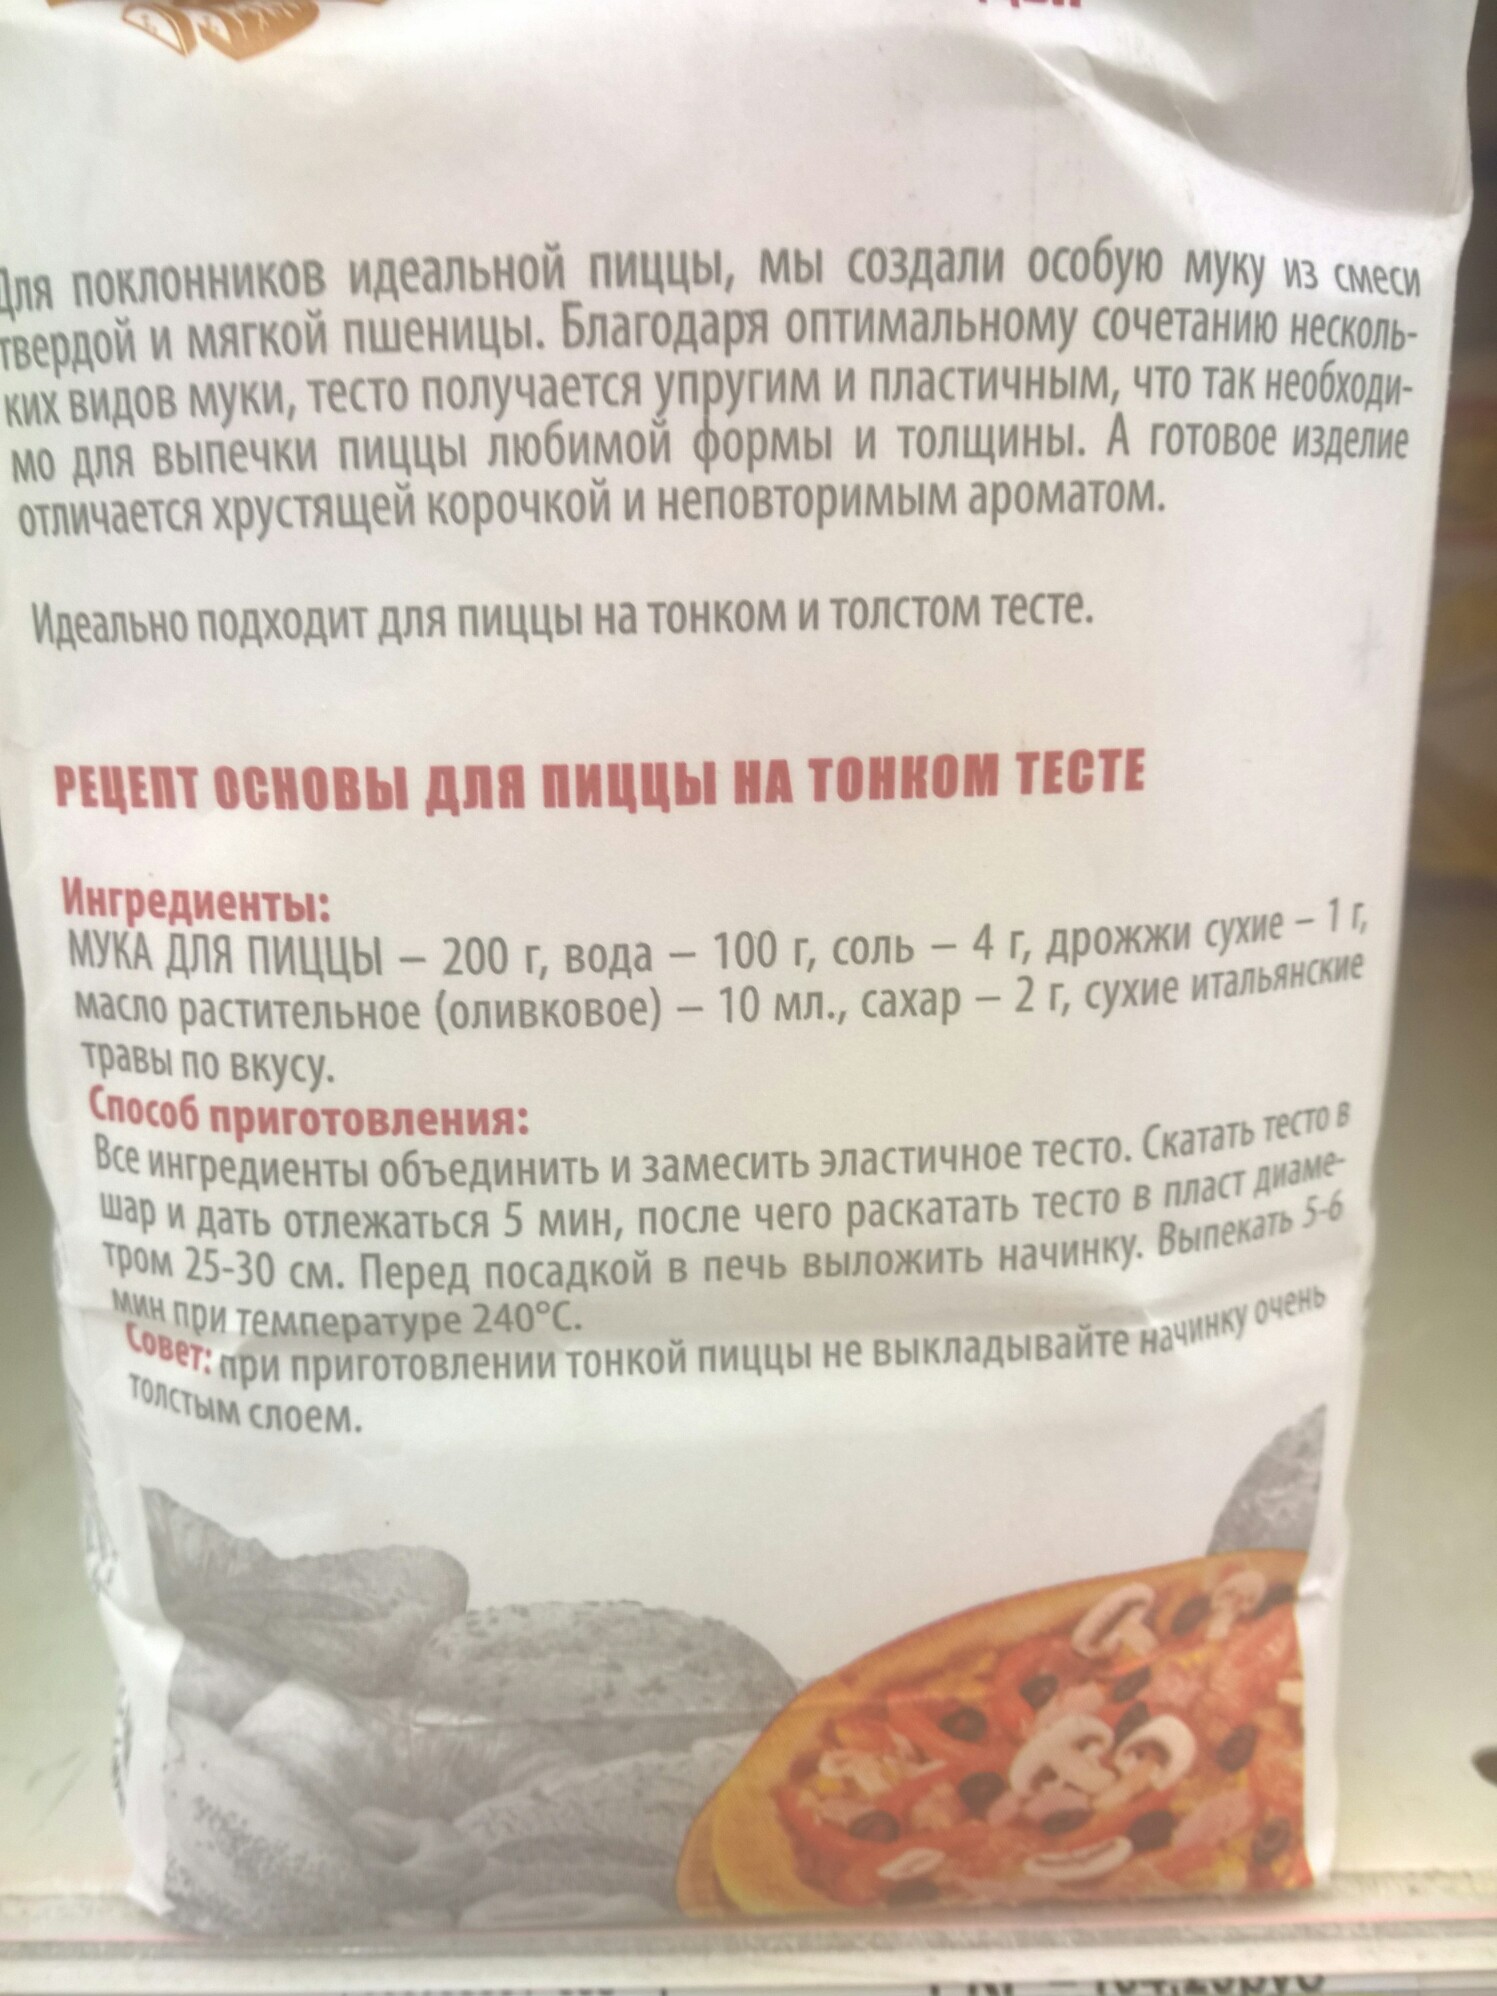 Для поклонников идеальной пиццы, мы создали особую муку из смеси
твердой и мягкой пшеницы. Благодаря оптимальному сочетанию несколь-
ких видов муки, тесто получается упругим и пластичным, что так необходи-
мо для выпечки пиццы любимой формы и толщины. А готовое изделие
отличается хрустящей корочкой и неповторимым ароматом.
Идеально подходит для пиццы на тонком и толстом тесте.
РЕЦЕПТ ОСНОВЫ ДЛЯ ПИЦЦЫ НА ТОНКОМ ТЕСТЕ
Ингредиенты:
МУКА ДЛЯ ПИЦЦЫ – 200 г, вода – 100 г, соль – 4 г, дрожжи сухие – 1 г,
масло растительное (оливковое) – 10 мл., сахар – 2 г, сухие итальянские
травы по вкусу.
Способ приготовления:
Все ингредиенты объединить и замесить эластичное тесто. Скатать тесто в
шар и дать отлежаться 5 мин, после чего раскатать тесто в пласт диаме-
тром 25-30 см. Перед посадкой в печь выложить начинку. Выпекать 5-6
мин при температуре 240°С.
Совет: при приготовлении тонкой пиццы не выкладывайте начинку очень
толстым слоем.